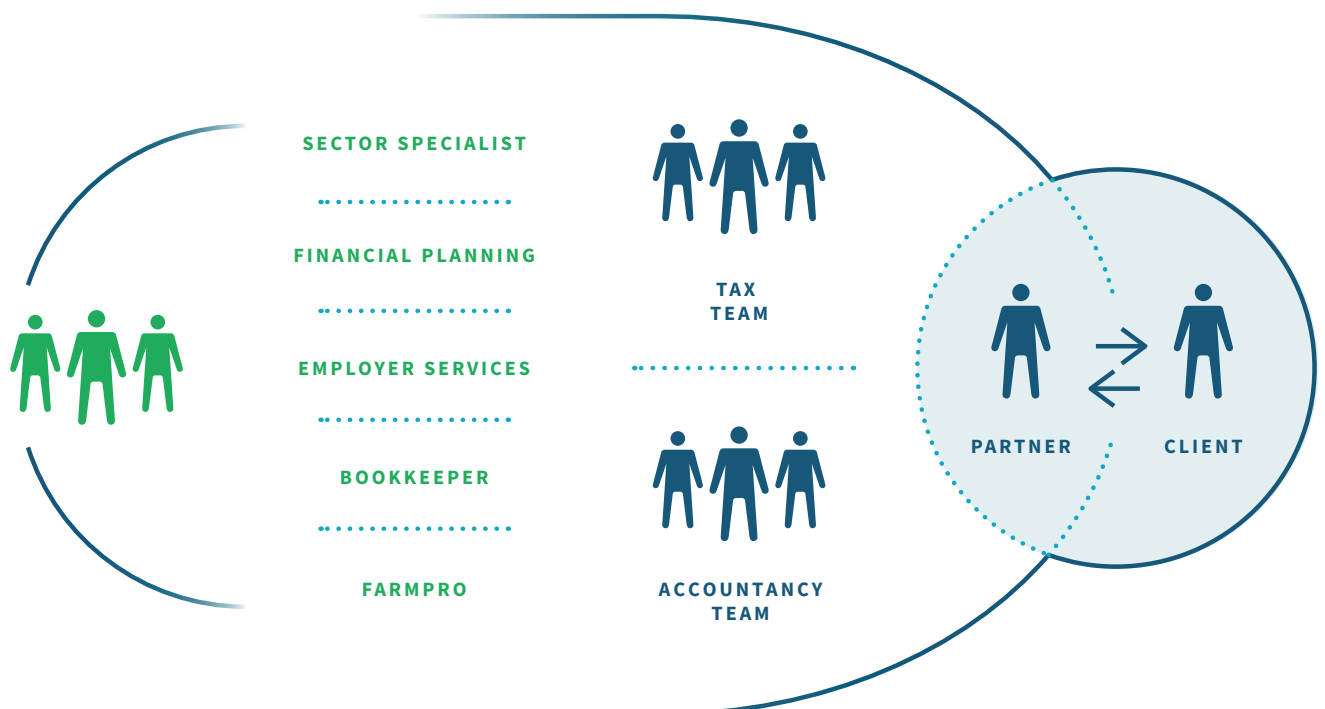 SECTOR SPECIALIST
FINANCIAL PLANNING
EMPLOYER SERVICES
BOOKKEEPER
FARMPRO
TAX
TEAM
ACCOUNTANCY
TEAM
PARTNER
CLIENT